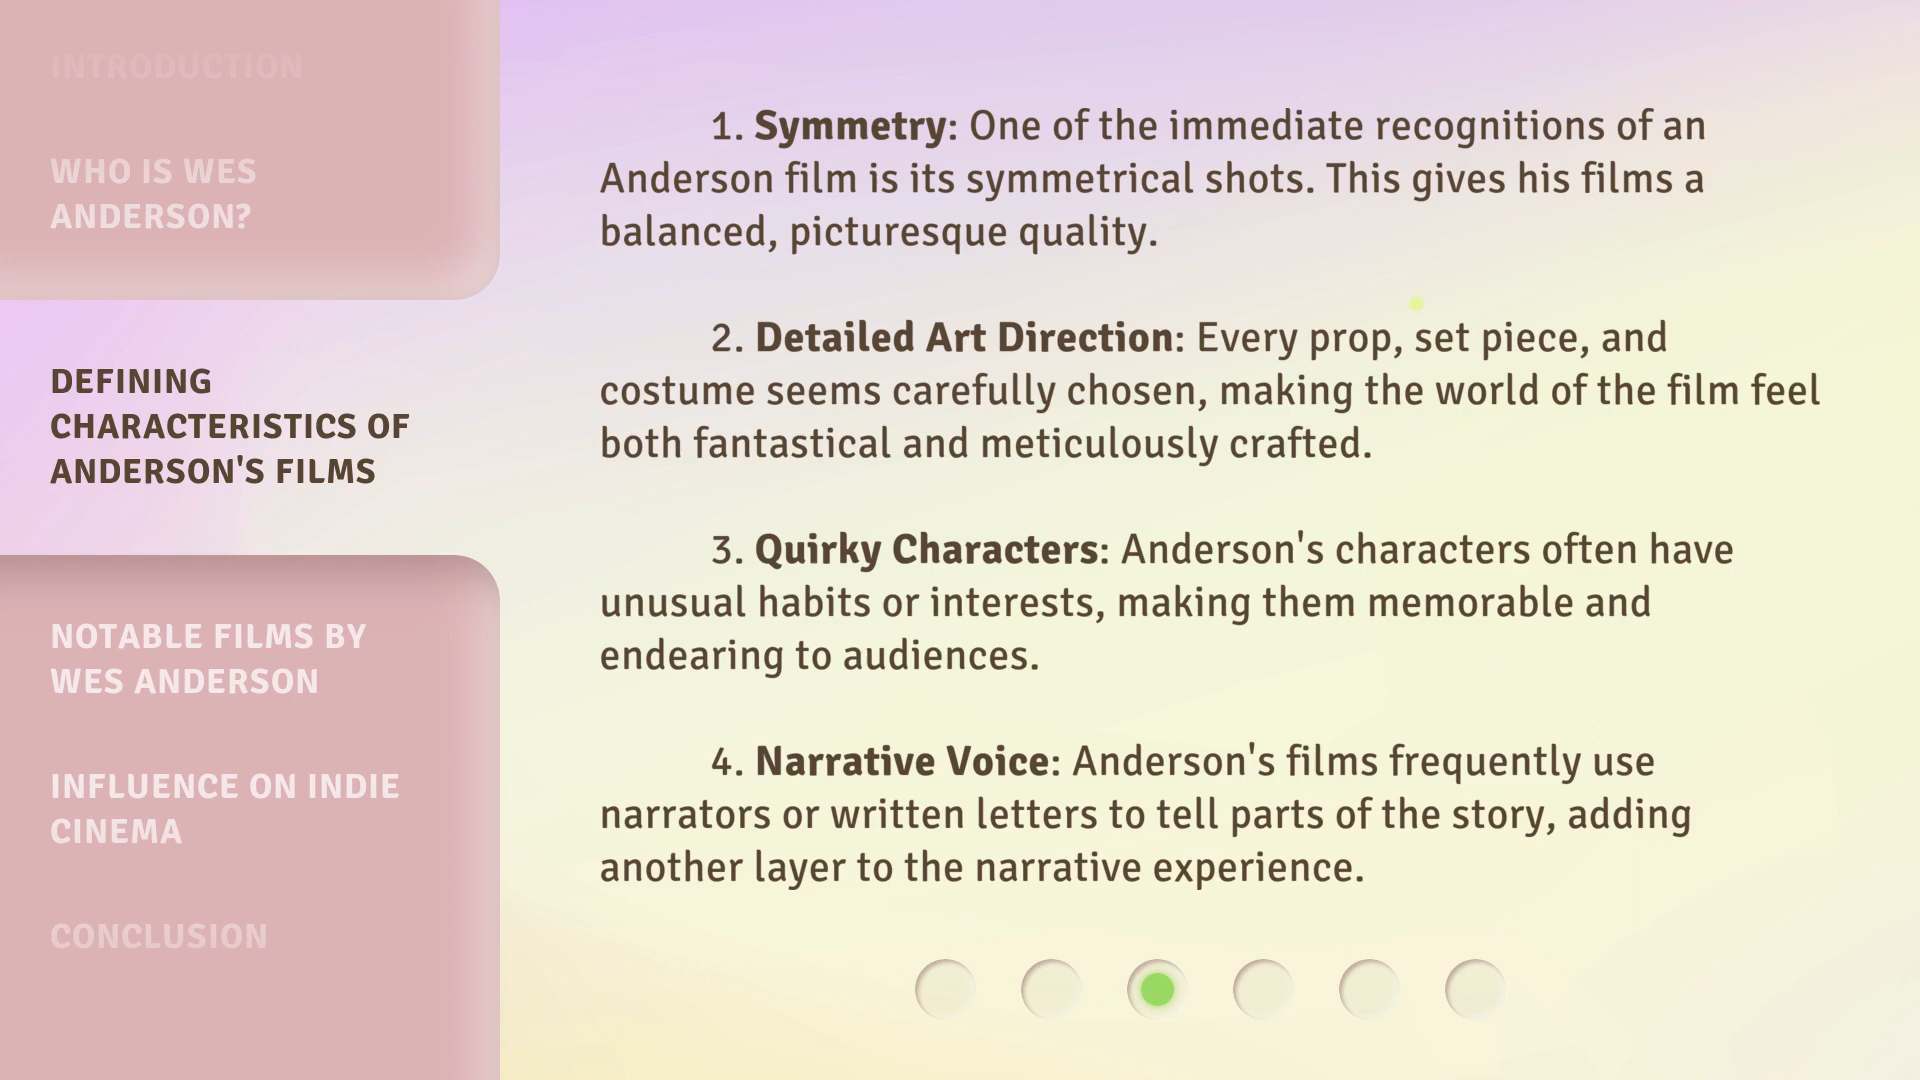 INTRODUCTION
WHO IS WES
ANDERSON?
DEFINING
CHARACTERISTICS OF
ANDERSON'S FILMS
NOTABLE FILMS BY
WES ANDERSON
INFLUENCE ON INDIE
CINEMA
CONCLUSION
1. Symmetry: One of the immediate recognitions of an
Anderson film is its symmetrical shots. This gives his films a
balanced, picturesque quality.
2. Detailed Art Direction: Every prop, set piece, and
costume seems carefully chosen, making the world of the film feel
both fantastical and meticulously crafted.
3. Quirky Characters: Anderson's characters often have
unusual habits or interests, making them memorable and
endearing to audiences.
4. Narrative Voice: Anderson's films frequently use
narrators or written letters to tell parts of the story, adding
another layer to the narrative experience.